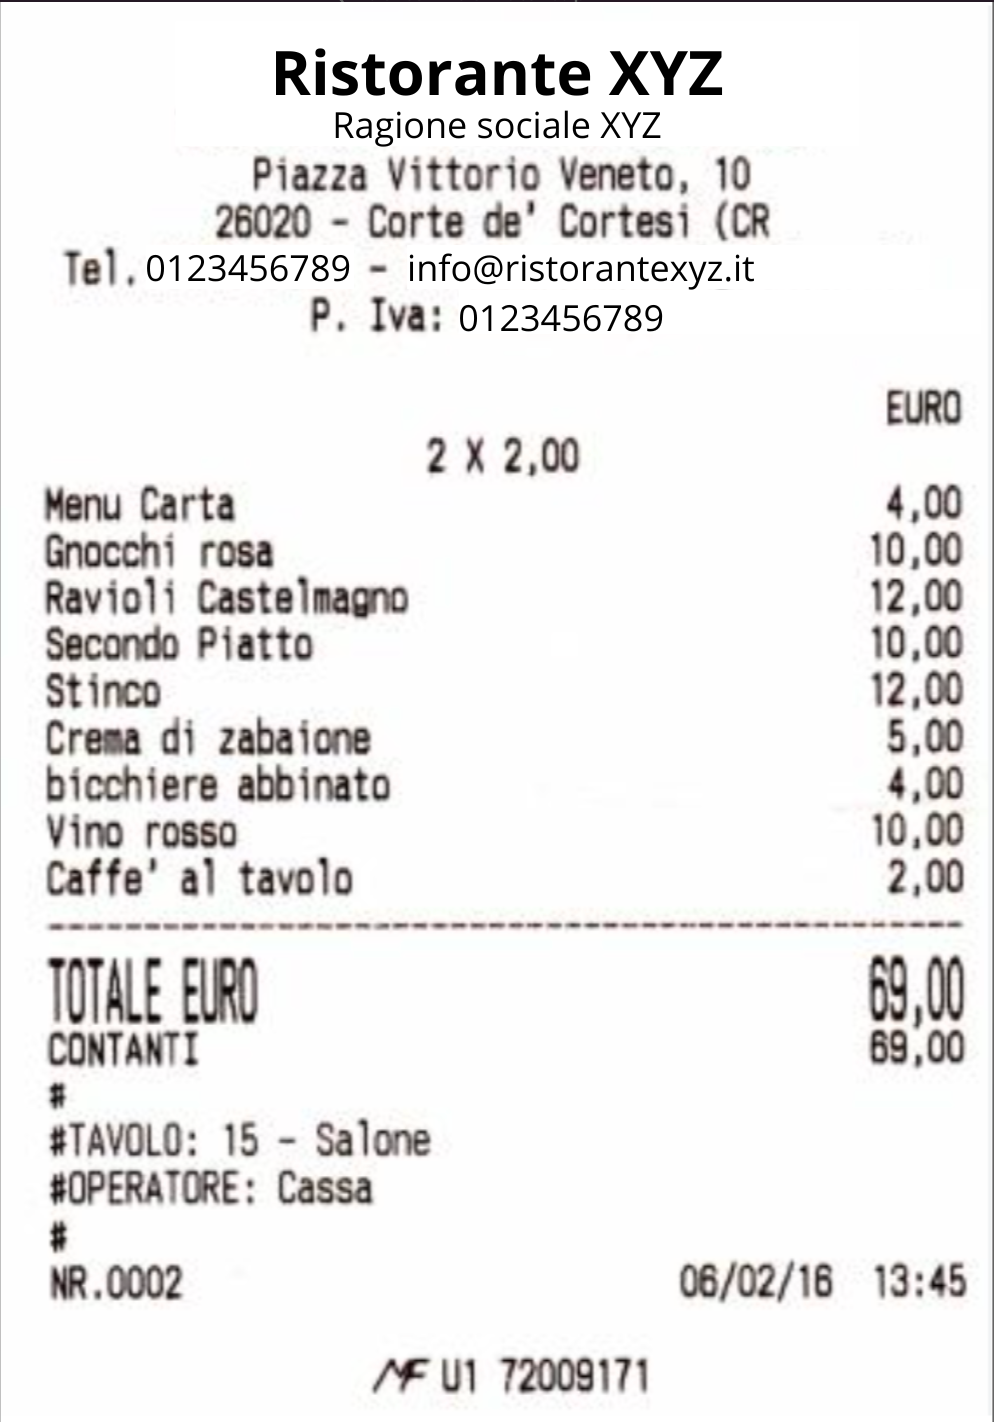 Ristorante XYZ
Ragione sociale XYZ
Piazza Vittorio Veneto, 10
26020 - Corte de' Cortesi (CR
Tel. 0123456789 - info@ristorantexyz.it
P. Iva: 0123456789
EURO
2 X 2,00
Menu Carta 4,00
Gnocchi rosa 10,00
Ravioli Castelmagno 12,00
Secondo Piatto 10,00
Stinco 12,00
Crema di zabaione 5,00
bicchiere abbinato 4,00
Vino rosso 10,00
Caffe' al tavolo 2,00
--------------------------------------------
TOTALE EURO 69,00
CONTANTI 69,00
#
#TAVOLO: 15 - Salone
#OPERATORE: Cassa
#
NR.0002 06/02/16 13:45
MF U1 72009171